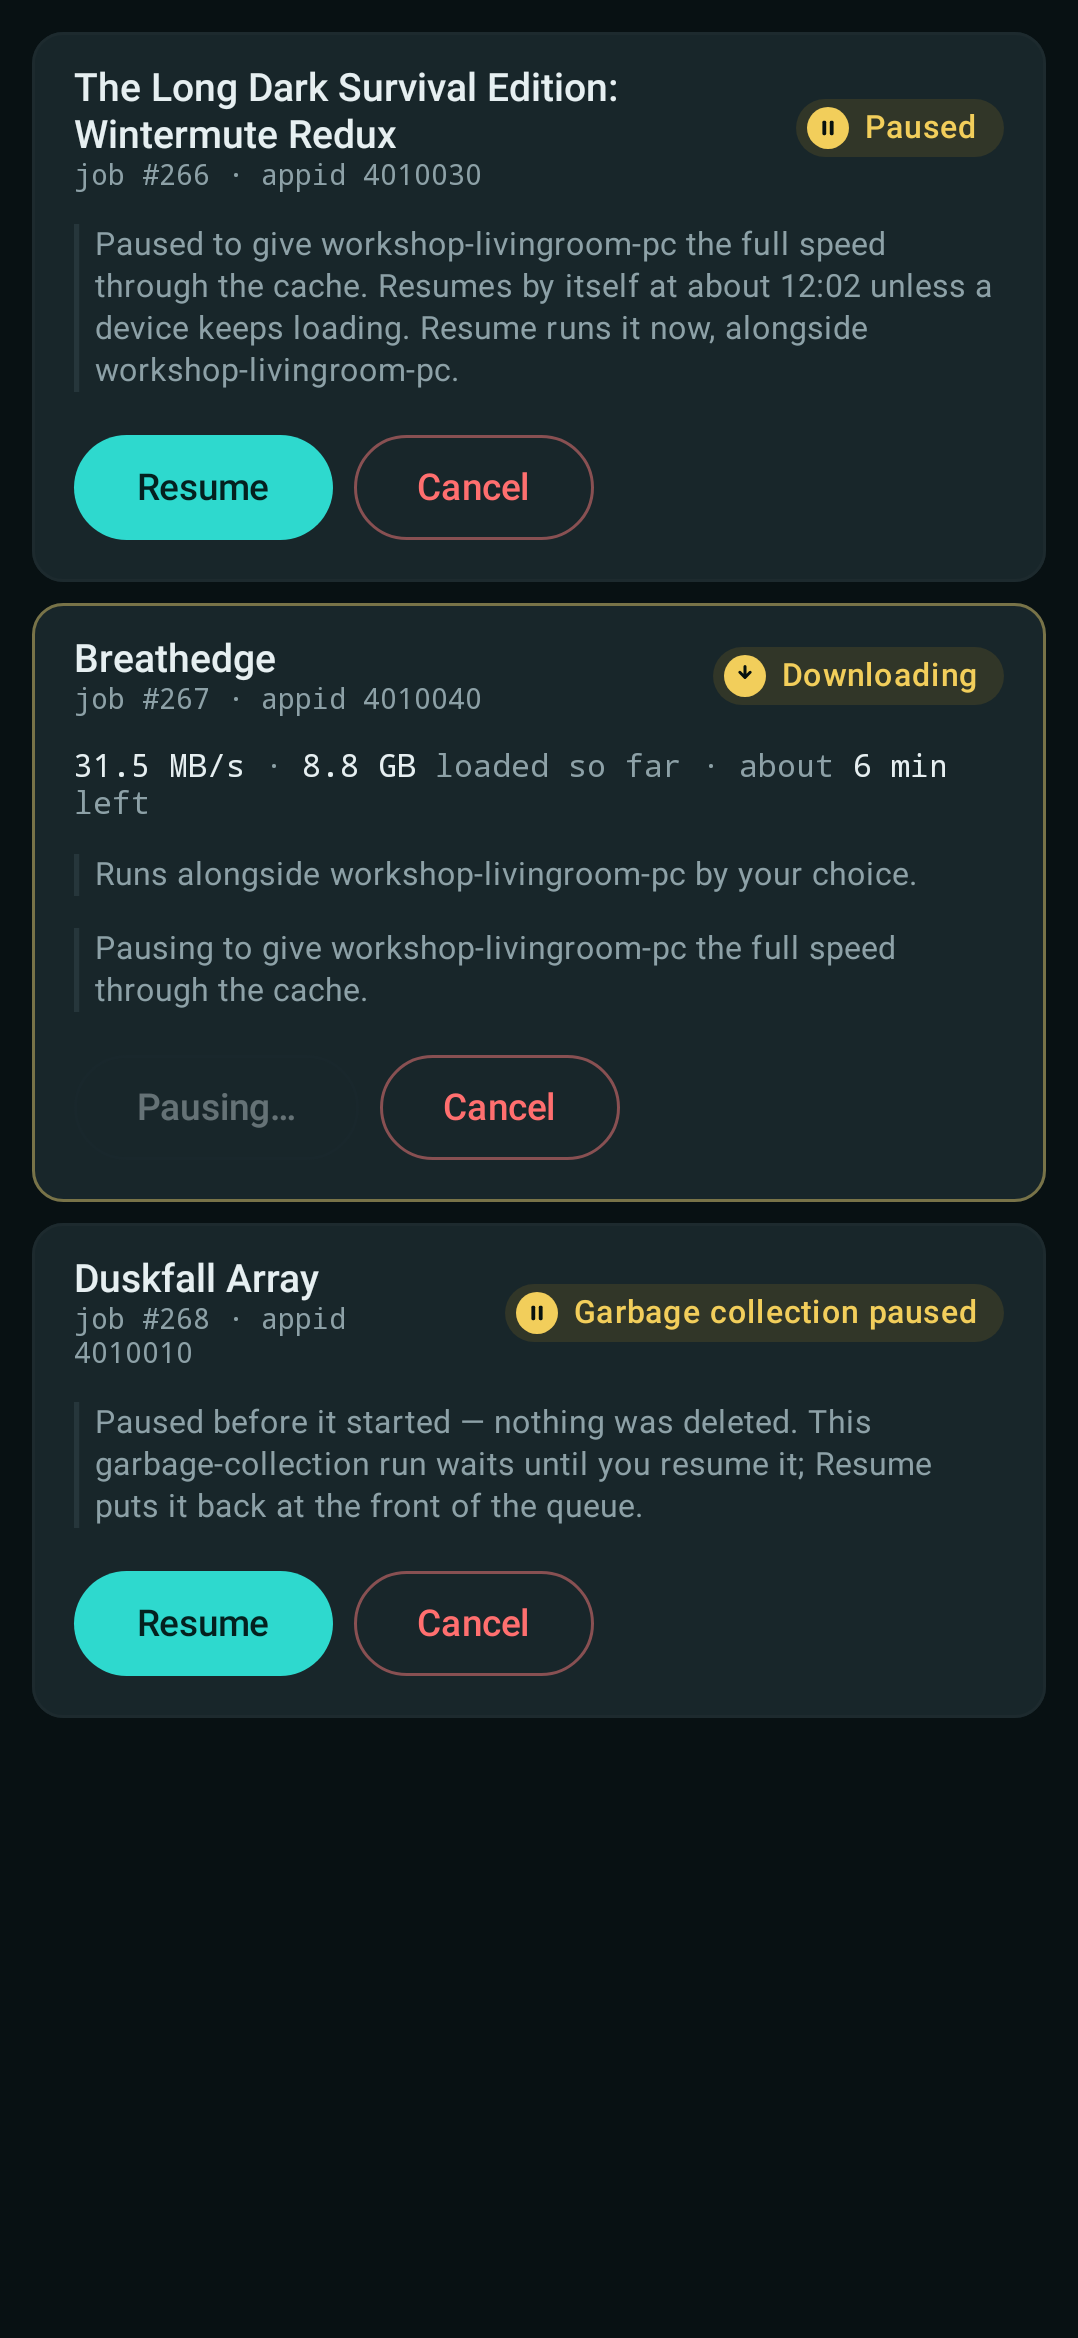 The Long Dark Survival Edition:
Wintermute Redux
job #266 · appid 4010030
Paused
Paused to give workshop-livingroom-pc the full speed
through the cache. Resumes by itself at about 12:02 unless a
device keeps loading. Resume runs it now, alongside
workshop-livingroom-pc.
Resume
Cancel
Breathedge
job #267 · appid 4010040
Downloading
31.5 MB/s · 8.8 GB loaded so far · about 6 min
left
Runs alongside workshop-livingroom-pc by your choice.
Pausing to give workshop-livingroom-pc the full speed
through the cache.
Pausing…
Cancel
Duskfall Array
job #268 · appid
4010010
Garbage collection paused
Paused before it started — nothing was deleted. This
garbage-collection run waits until you resume it; Resume
puts it back at the front of the queue.
Resume
Cancel